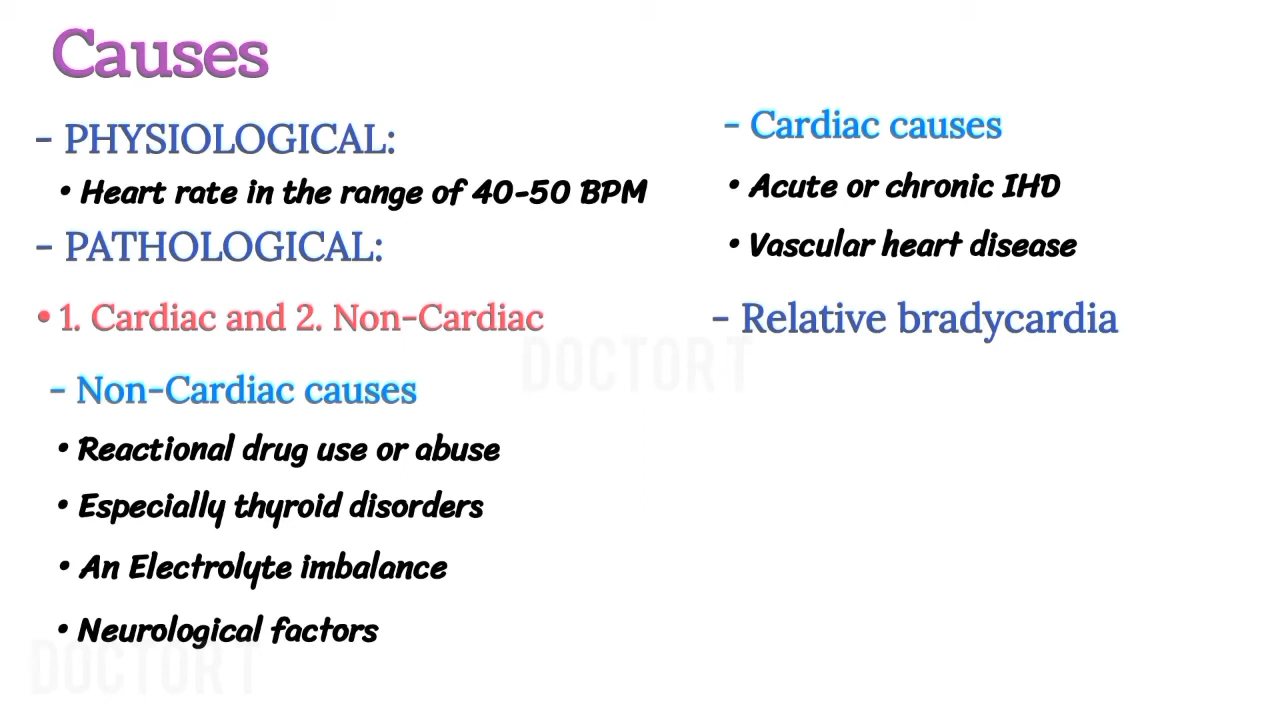 Causes
- PHYSIOLOGICAL:
• Heart rate in the range of 40-50 BPM
- PATHOLOGICAL:
• 1. Cardiac and 2. Non-Cardiac
- Non-Cardiac causes
• Reactional drug use or abuse
• Especially thyroid disorders
• An Electrolyte imbalance
• Neurological factors
- Cardiac causes
• Acute or chronic IHD
• Vascular heart disease
- Relative bradycardia
DOCTOR T
DOCTOR T